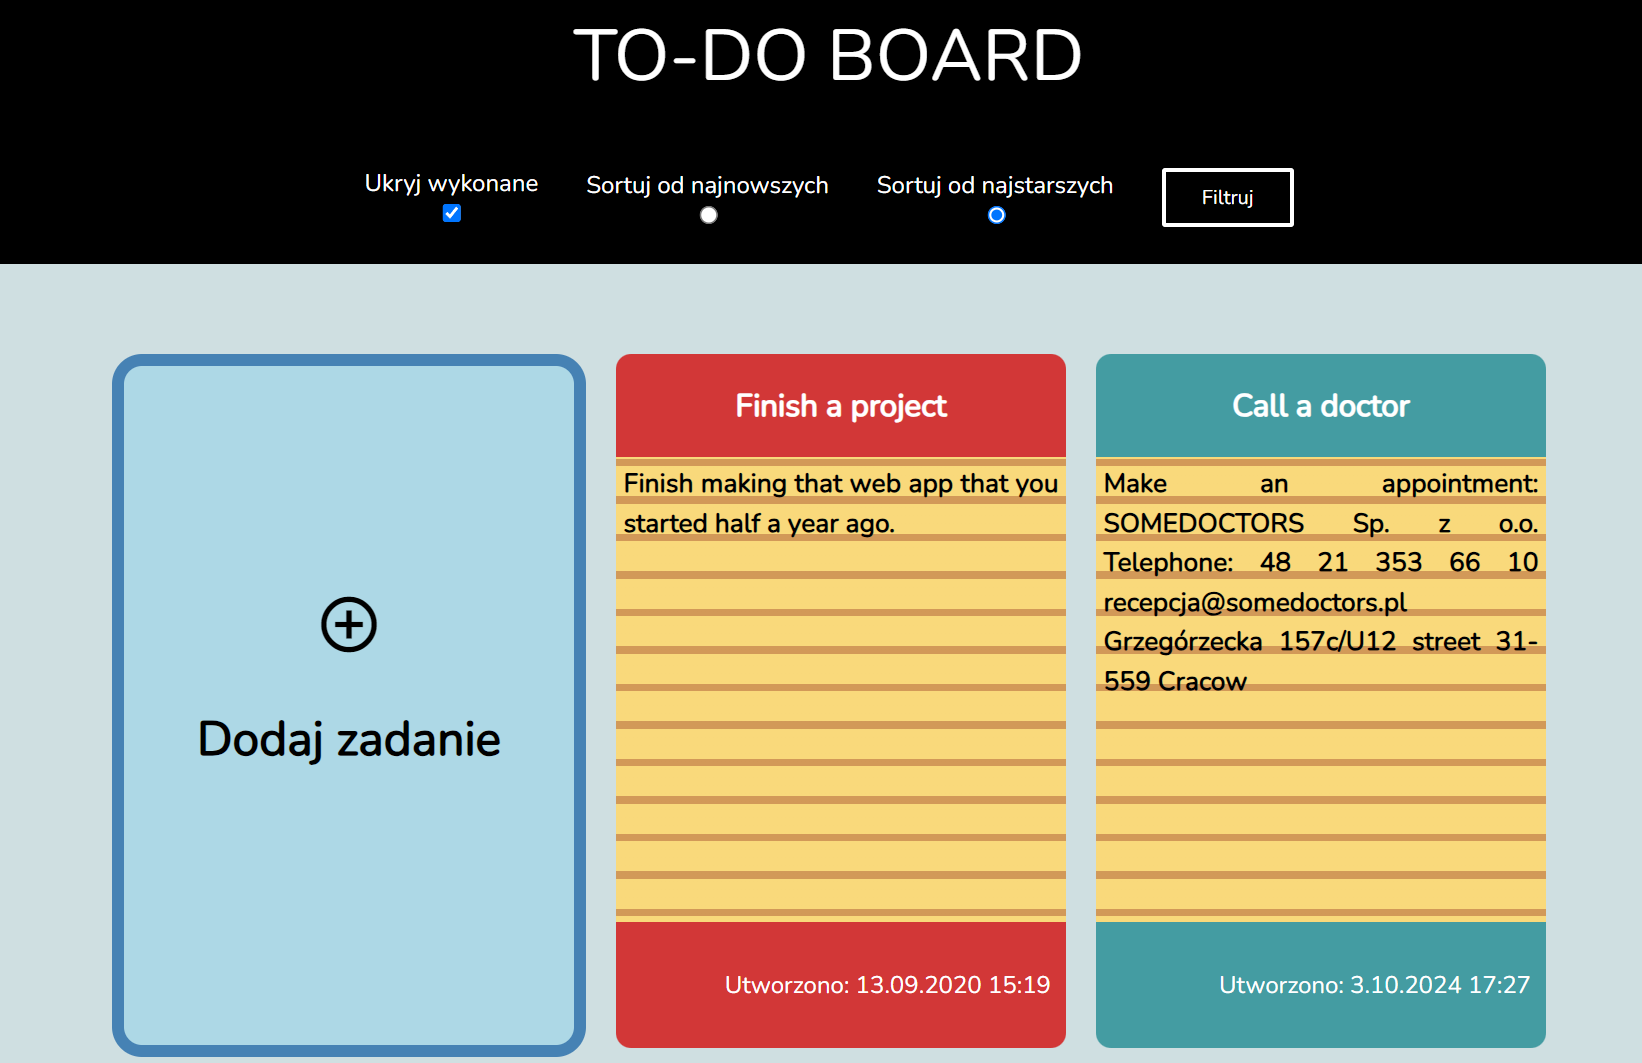 TO-DO BOARD
Ukryj wykonane
Sortuj od najnowszych
Sortuj od najstarszych
Filtruj
Dodaj zadanie
Finish a project
Finish making that web app that you
started half a year ago.
Utworzono: 13.09.2020 15:19
Call a doctor
Make an appointment:
SOMEDOCTORS Sp. z o.o.
Telephone: 48 21 353 66 10
recepcja@somedoctors.pl
Grzegórzecka 157c/U12 street 31-
559 Cracow
Utworzono: 3.10.2024 17:27